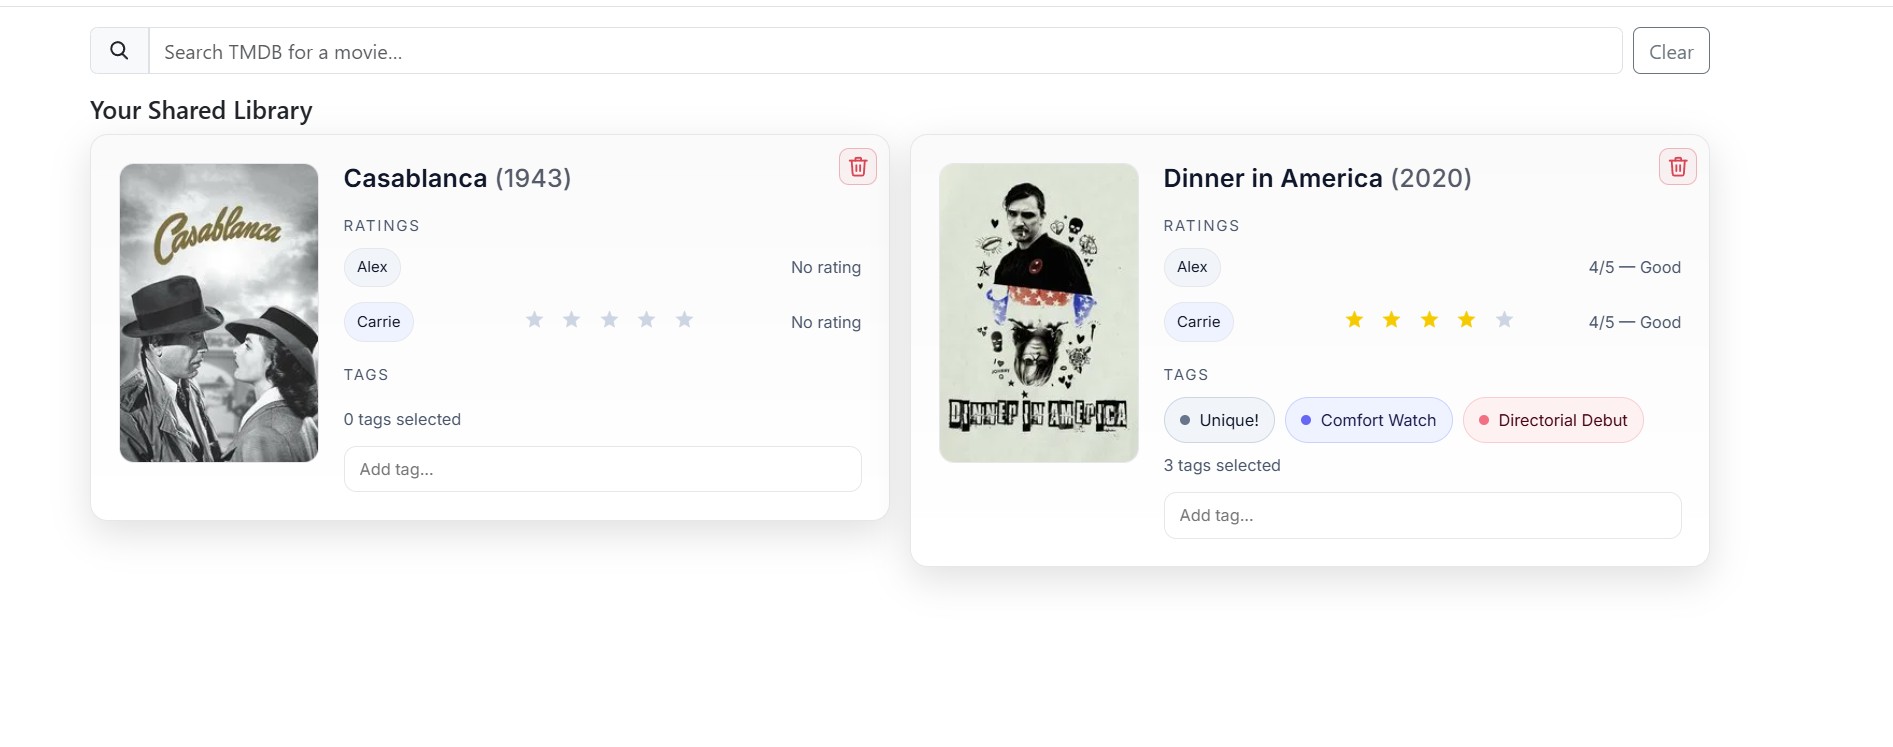 Search TMDB for a movie...
Clear
Your Shared Library
Casablanca
Casablanca (1943)
RATINGS
Alex
No rating
Carrie
No rating
TAGS
0 tags selected
Add tag...
DINNER IN AMERICA
Dinner in America (2020)
RATINGS
Alex
4/5 — Good
Carrie
4/5 — Good
TAGS
Unique!
Comfort Watch
Directorial Debut
3 tags selected
Add tag...